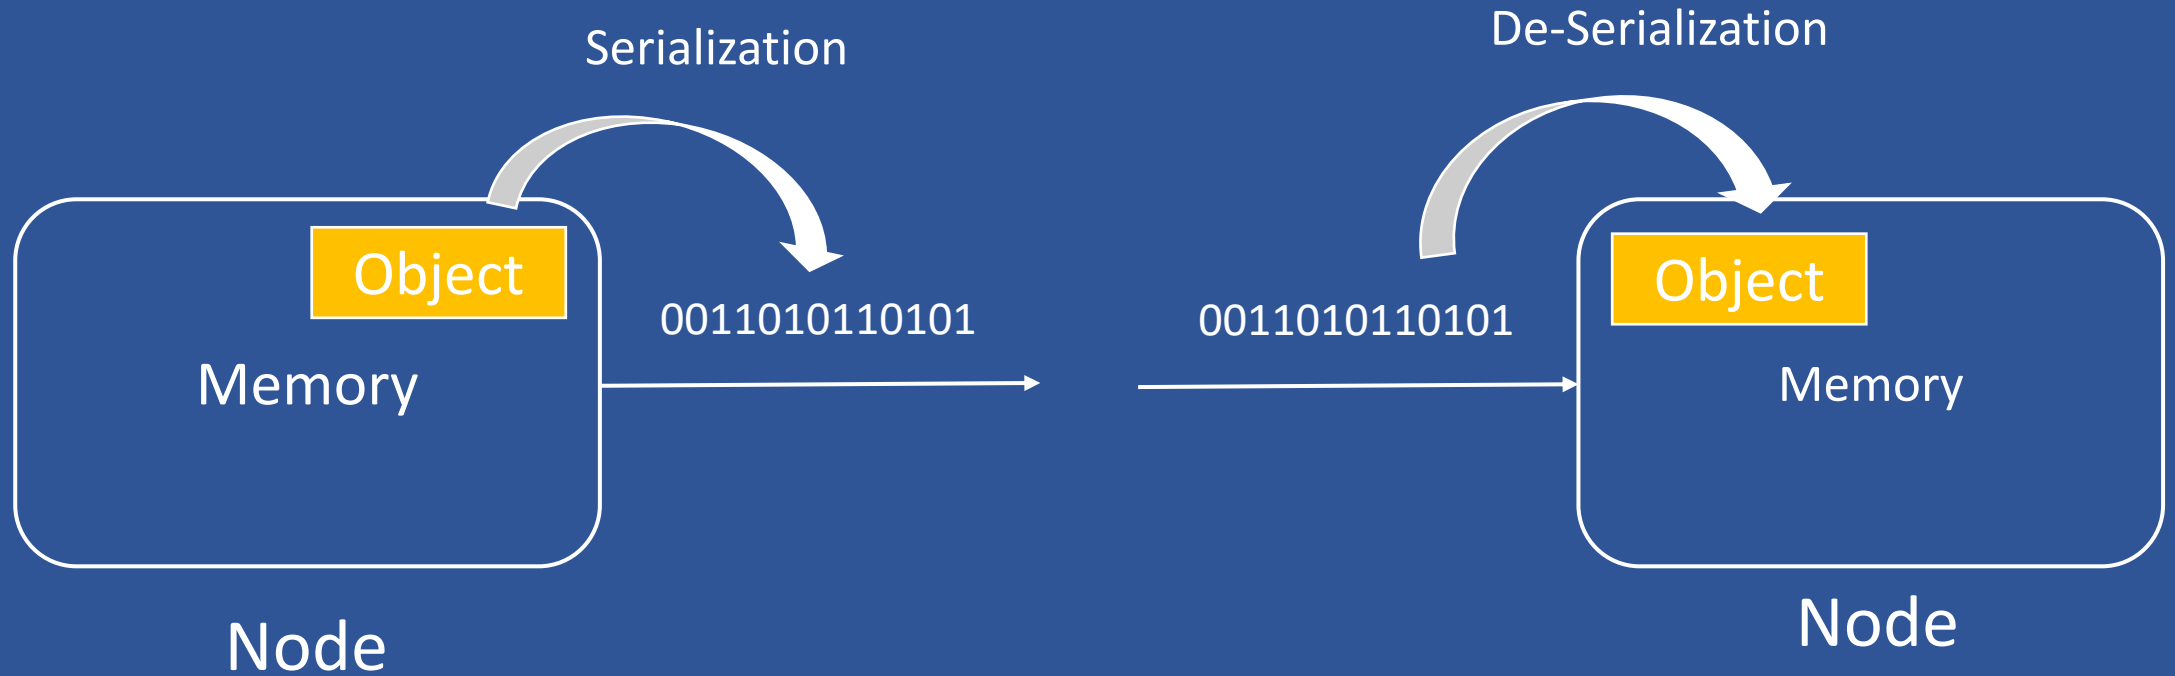 Serialization
De-Serialization
Object
Object
0011010110101
0011010110101
Memory
Memory
Node
Node